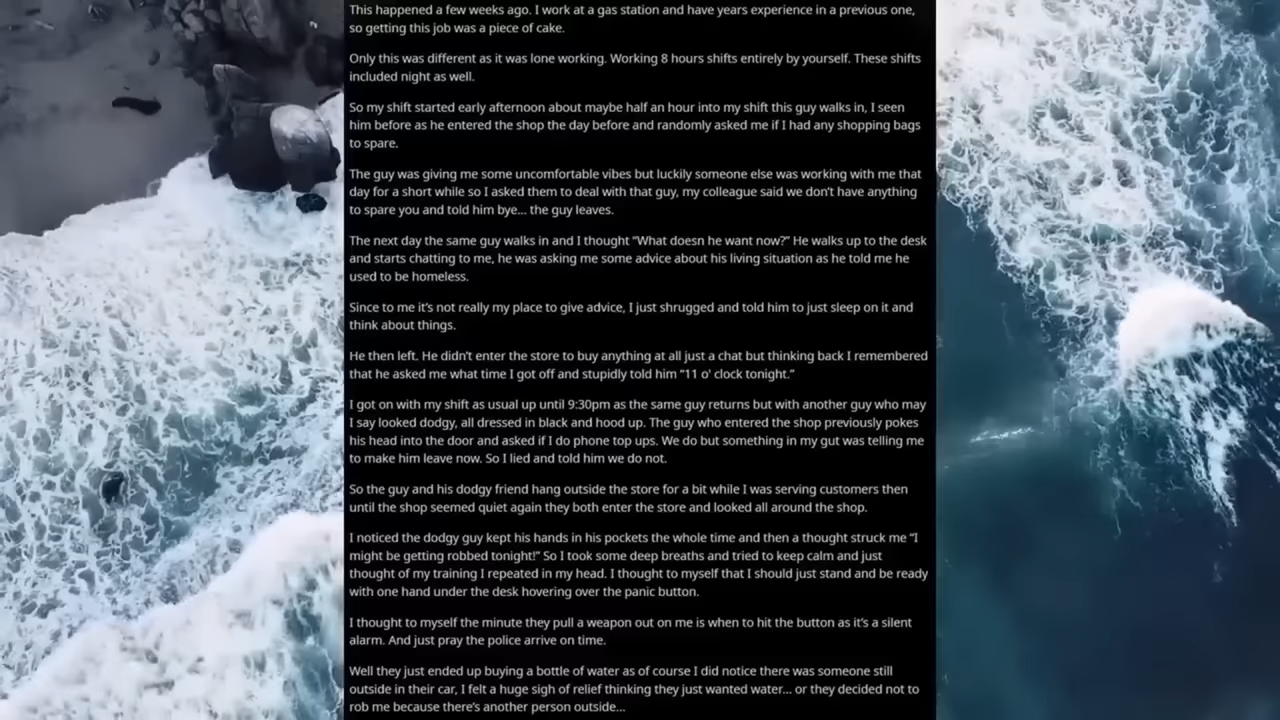 This happened a few weeks ago. I work at a gas station and have years experience in a previous one,
so getting this job was a piece of cake.
Only this was different as it was lone working. Working 8 hours shifts entirely by yourself. These shifts
included night as well.
So my shift started early afternoon about maybe half an hour into my shift this guy walks in, I seen
him before as he entered the shop the day before and randomly asked me if I had any shopping bags
to spare.
The guy was giving me some uncomfortable vibes but luckily someone else was working with me that
day for a short while so I asked them to deal with that guy, my colleague said we don’t have anything
to spare you and told him bye... the guy leaves.
The next day the same guy walks in and I thought “What doesn he want now?” He walks up to the desk
and starts chatting to me, he was asking me some advice about his living situation as he told me he
used to be homeless.
Since to me it’s not really my place to give advice, I just shrugged and told him to just sleep on it and
think about things.
He then left. He didn’t enter the store to buy anything at all just a chat but thinking back I remembered
that he asked me what time I got off and stupidly told him “11 o' clock tonight.”
I got on with my shift as usual up until 9:30pm as the same guy returns but with another guy who may
I say looked dodgy, all dressed in black and hood up. The guy who entered the shop previously pokes
his head into the door and asked if I do phone top ups. We do but something in my gut was telling me
to make him leave now. So I lied and told him we do not.
So the guy and his dodgy friend hang outside the store for a bit while I was serving customers then
until the shop seemed quiet again they both enter the store and looked all around the shop.
I noticed the dodgy guy kept his hands in his pockets the whole time and then a thought struck me “I
might be getting robbed tonight!” So I took some deep breaths and tried to keep calm and just
thought of my training I repeated in my head. I thought to myself that I should just stand and be ready
with one hand under the desk hovering over the panic button.
I thought to myself the minute they pull a weapon out on me is when to hit the button as it’s a silent
alarm. And just pray the police arrive on time.
Well they just ended up buying a bottle of water as of course I did notice there was someone still
outside in their car, I felt a huge sigh of relief thinking they just wanted water... or they decided not to
rob me because there’s another person outside...